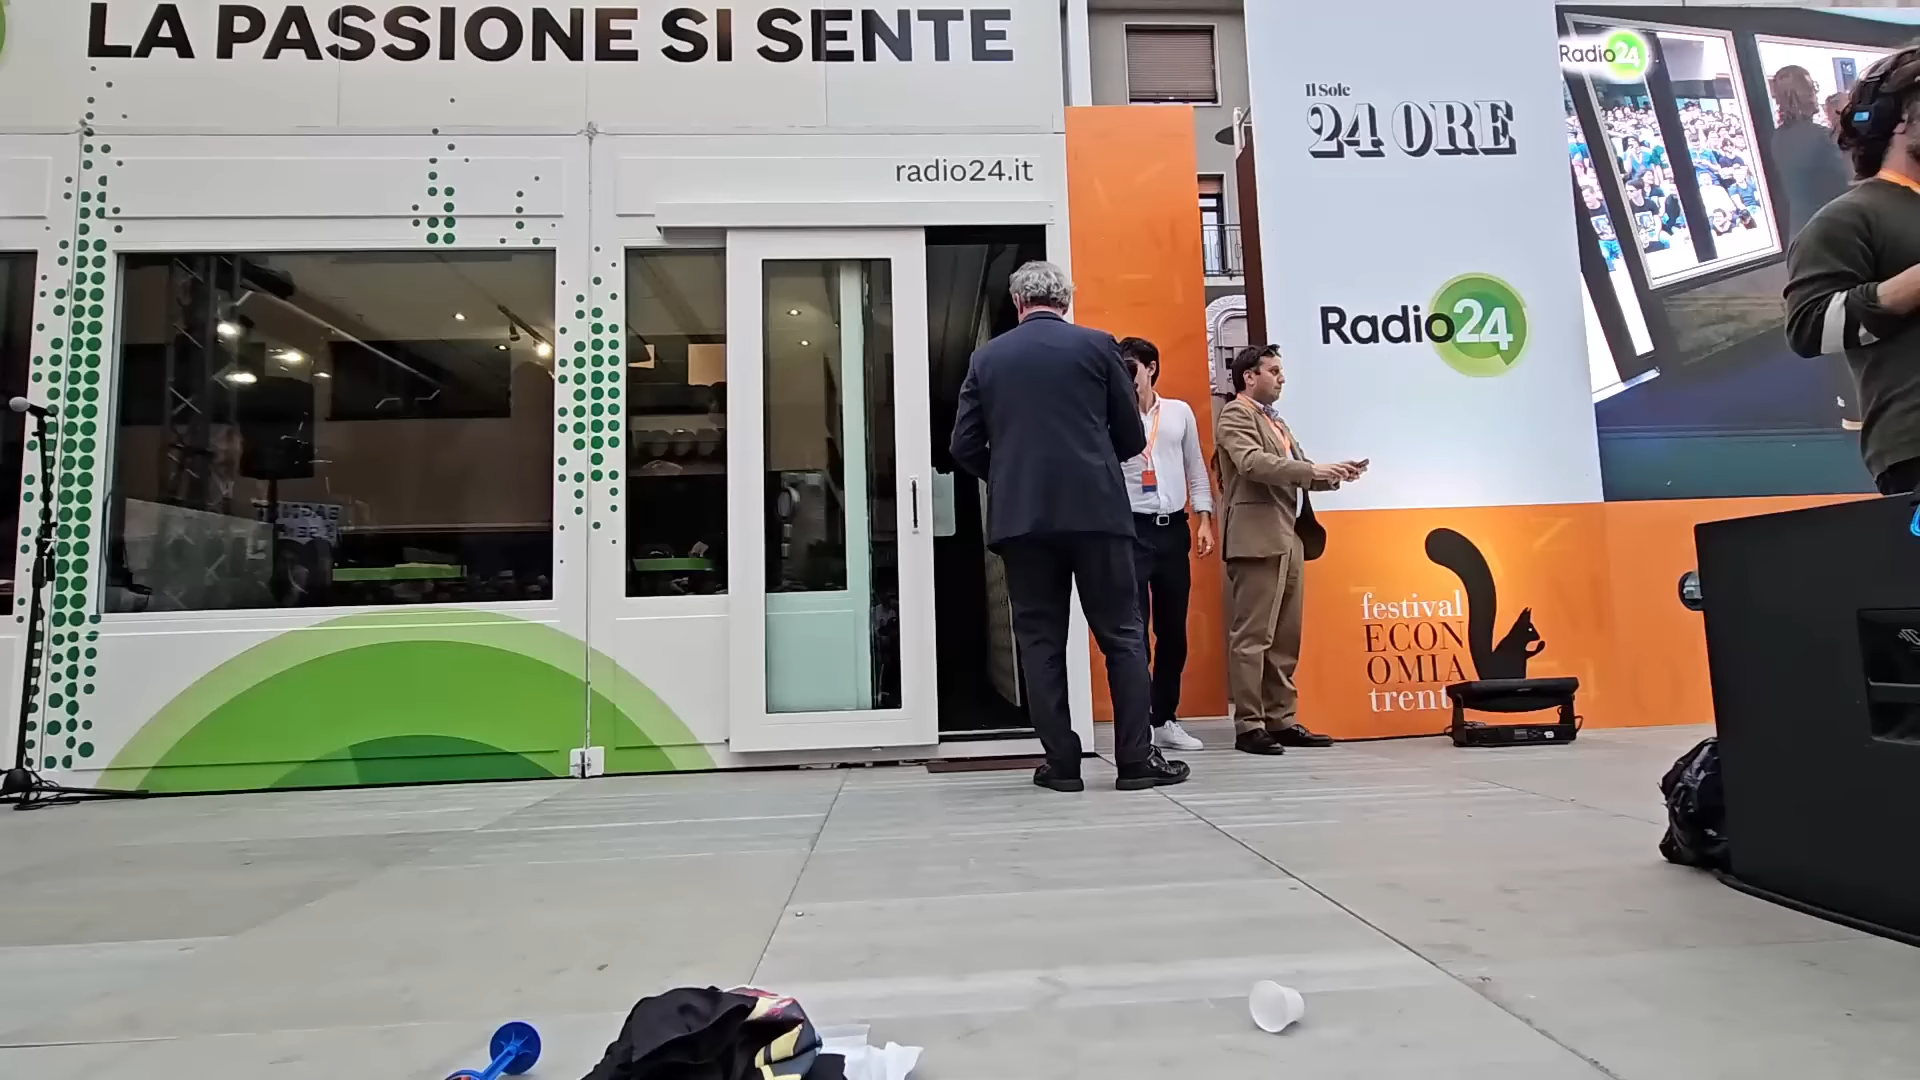 LA PASSIONE SI SENTE
radio24.it
Il Sole
24 ORE
Radio24
Radio24
festival
ECON
OMIA
trent